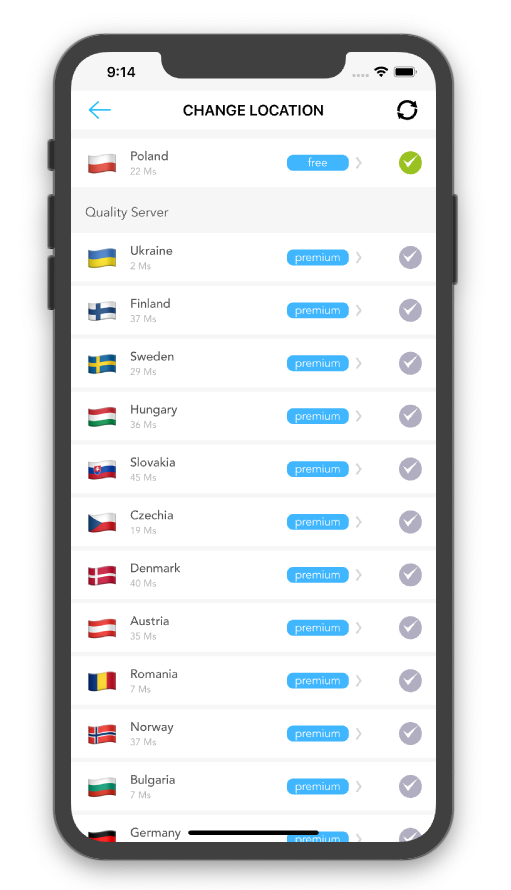 9:14
CHANGE LOCATION
Poland
free
22 Ms
Quality Server
Ukraine
premium
2 Ms
Finland
premium
37 Ms
Sweden
premium
29 Ms
Hungary
premium
36 Ms
Slovakia
premium
45 Ms
Czechia
premium
19 Ms
Denmark
premium
40 Ms
Austria
premium
35 Ms
Romania
premium
7 Ms
Norway
premium
37 Ms
Bulgaria
premium
7 Ms
Germany
premium